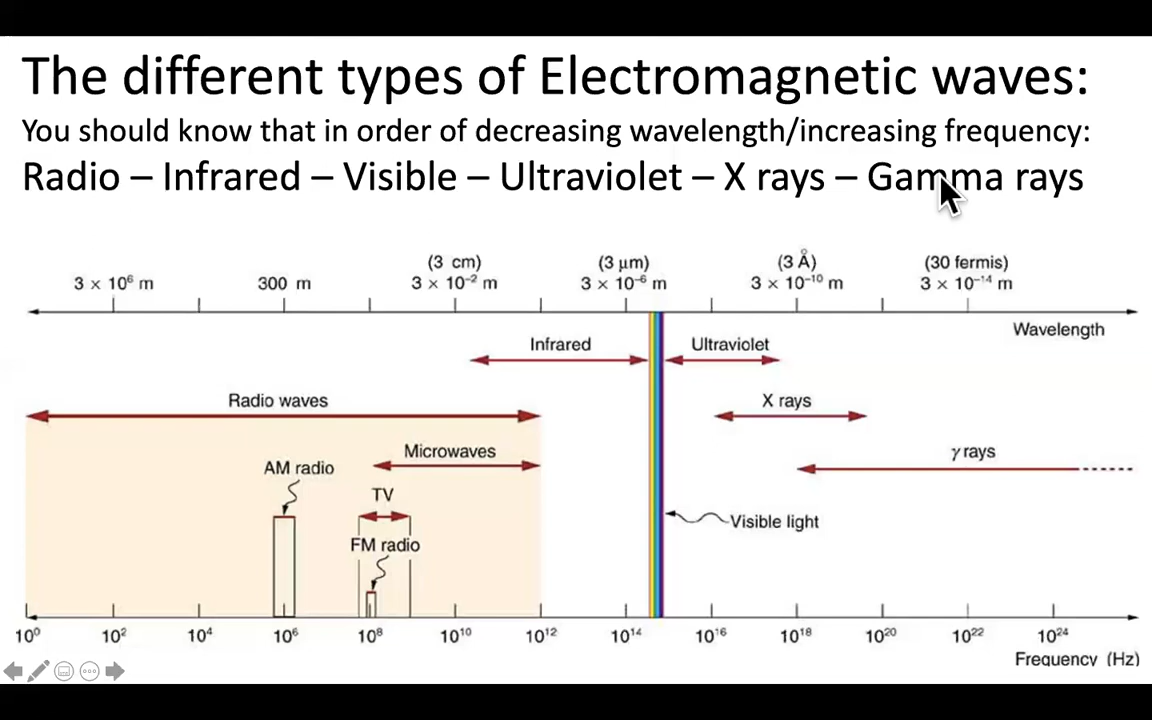 The different types of Electromagnetic waves:
You should know that in order of decreasing wavelength/increasing frequency:
Radio – Infrared – Visible – Ultraviolet – X rays – Gamma rays
(3 cm) (3 μm) (3 Å) (30 fermis)
3 × 10⁶ m 300 m 3 × 10⁻² m 3 × 10⁻⁶ m 3 × 10⁻¹⁰ m 3 × 10⁻¹⁴ m
Wavelength
Infrared Ultraviolet
Radio waves X rays
Microwaves γ rays
AM radio
TV
Visible light
FM radio
10⁰ 10² 10⁴ 10⁶ 10⁸ 10¹⁰ 10¹² 10¹⁴ 10¹⁶ 10¹⁸ 10²⁰ 10²² 10²⁴
Frequency (Hz)